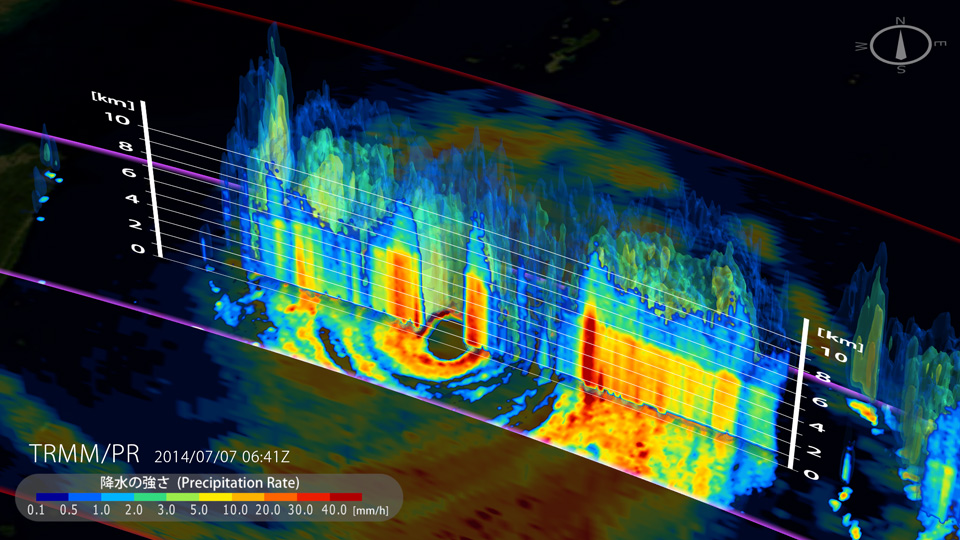 N
W E
S
[km]
10
8
6
4
2
0
[km]
10
8
6
4
2
0
TRMM/PR 2014/07/07 06:41Z
降水の強さ (Precipitation Rate)
0.1 0.5 1.0 2.0 3.0 5.0 10.0 20.0 30.0 40.0 [mm/h]